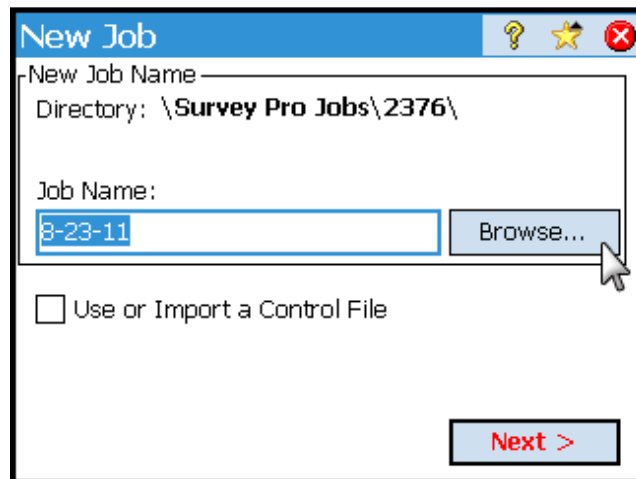 New Job
New Job Name
Directory: \Survey Pro Jobs\2376\
Job Name:
8-23-11
Browse...
Use or Import a Control File
Next >